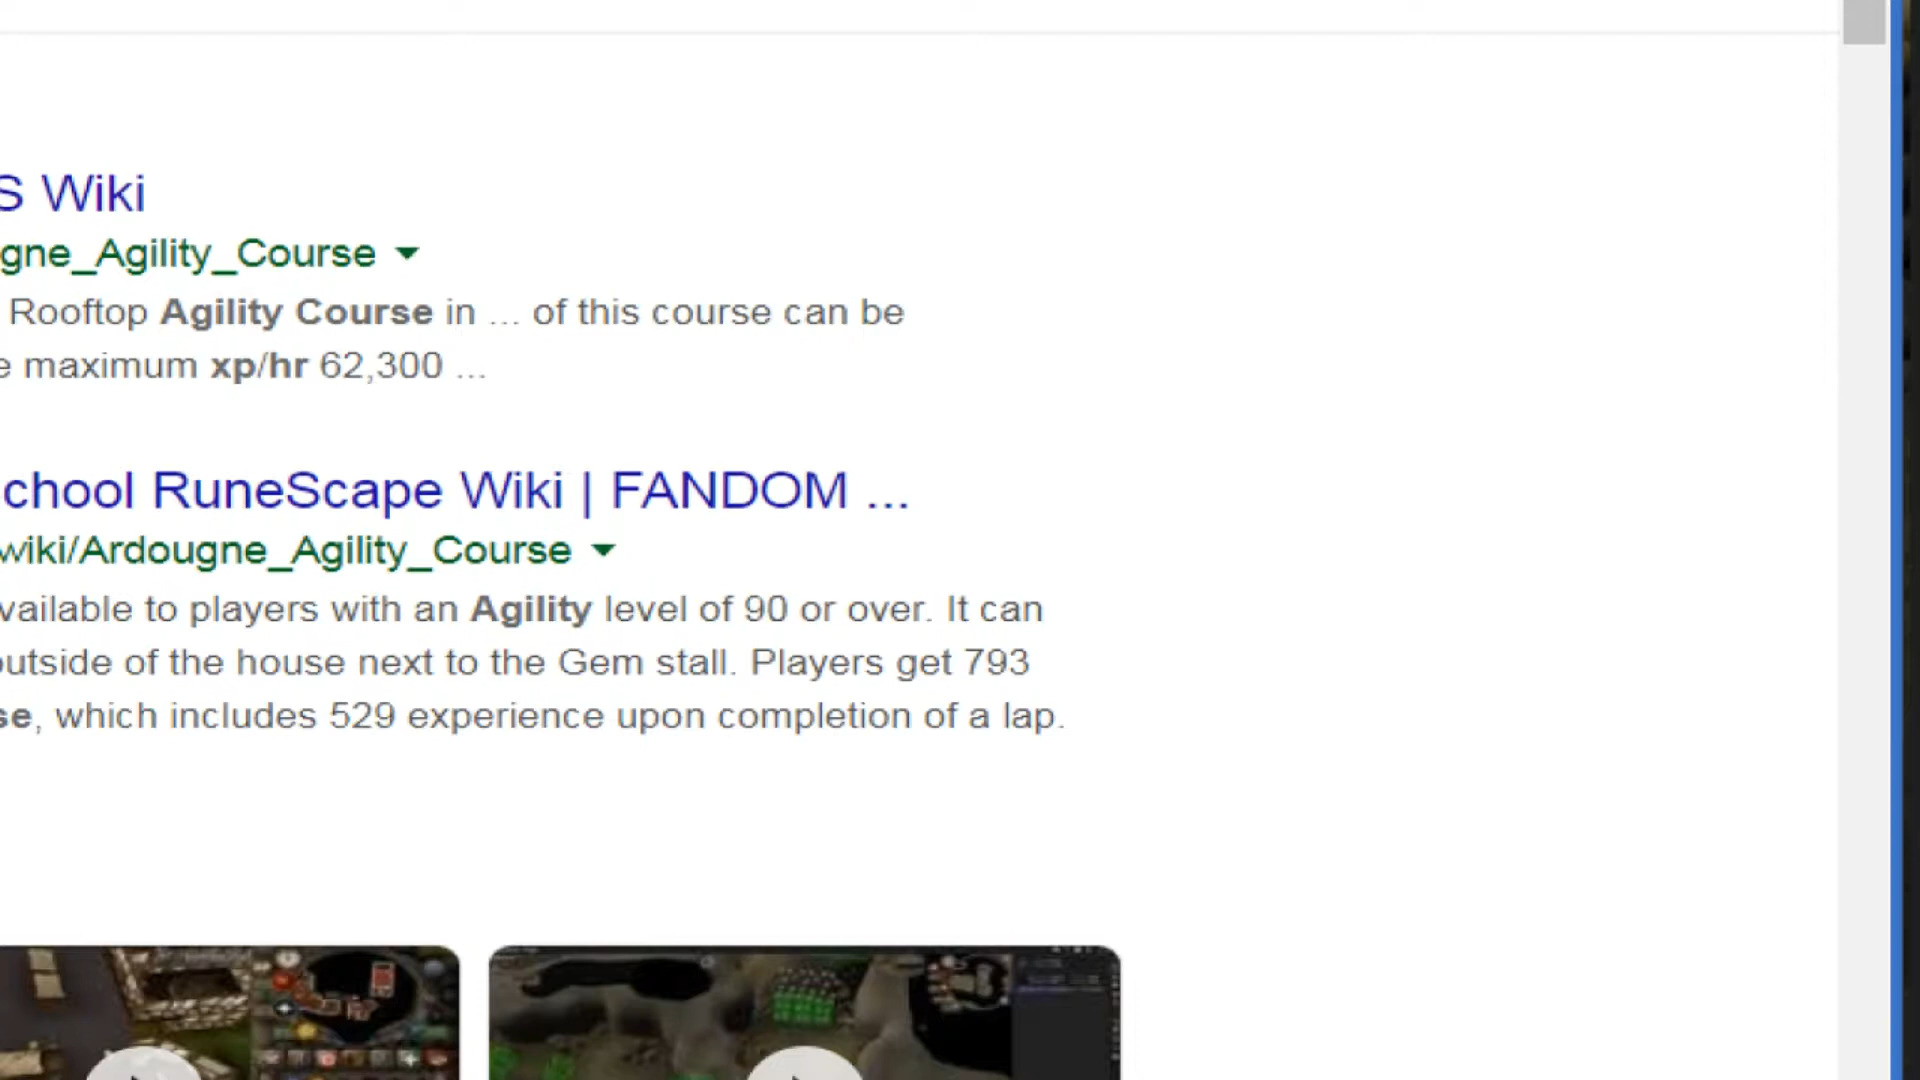 S Wiki
gne_Agility_Course
Rooftop Agility Course in ... of this course can be
e maximum xp/hr 62,300 ...
chool RuneScape Wiki | FANDOM ...
wiki/Ardougne_Agility_Course
vailable to players with an Agility level of 90 or over. It can
outside of the house next to the Gem stall. Players get 793
se, which includes 529 experience upon completion of a lap.